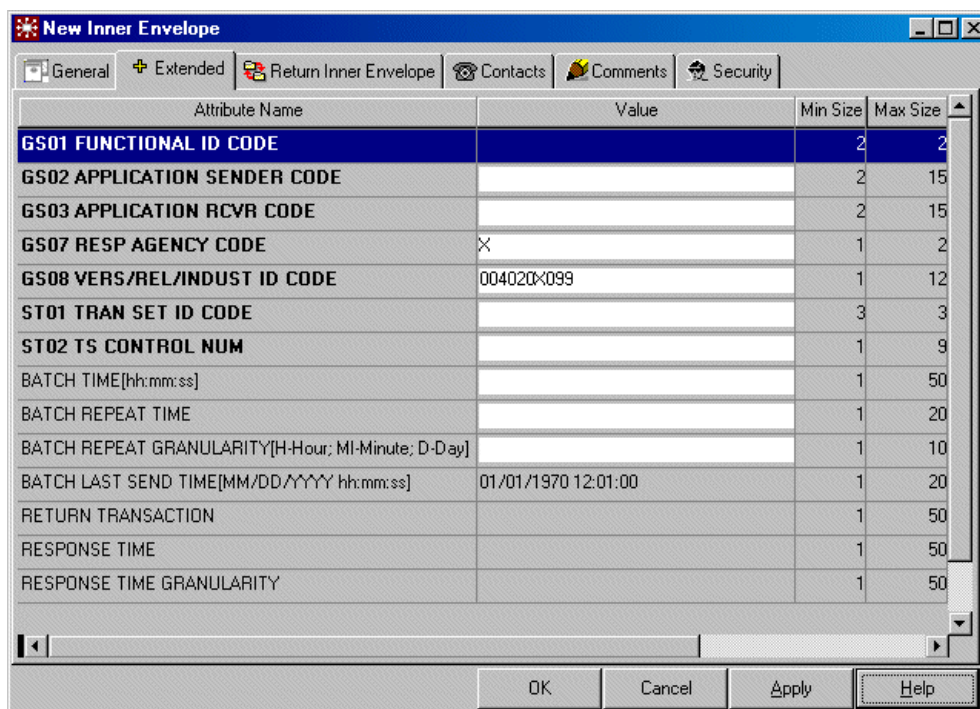 New Inner Envelope
General Extended Return Inner Envelope Contacts Comments Security
Attribute Name Value Min Size Max Size
GS01 FUNCTIONAL ID CODE 2 2
GS02 APPLICATION SENDER CODE 2 15
GS03 APPLICATION RCVR CODE 2 15
GS07 RESP AGENCY CODE X 1 2
GS08 VERS/REL/INDUST ID CODE 004020X099 1 12
ST01 TRAN SET ID CODE 3 3
ST02 TS CONTROL NUM 1 9
BATCH TIME[hh:mm:ss] 1 50
BATCH REPEAT TIME 1 20
BATCH REPEAT GRANULARITY[H-Hour; MI-Minute; D-Day] 1 10
BATCH LAST SEND TIME[MM/DD/YYYY hh:mm:ss] 01/01/1970 12:01:00 1 20
RETURN TRANSACTION 1 50
RESPONSE TIME 1 50
RESPONSE TIME GRANULARITY 1 50
OK Cancel Apply Help